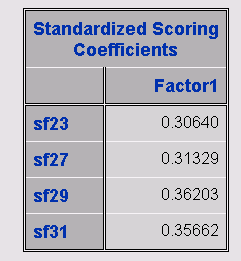 Standardized Scoring
Coefficients
Factor1
sf23 0.30640
sf27 0.31329
sf29 0.36203
sf31 0.35662